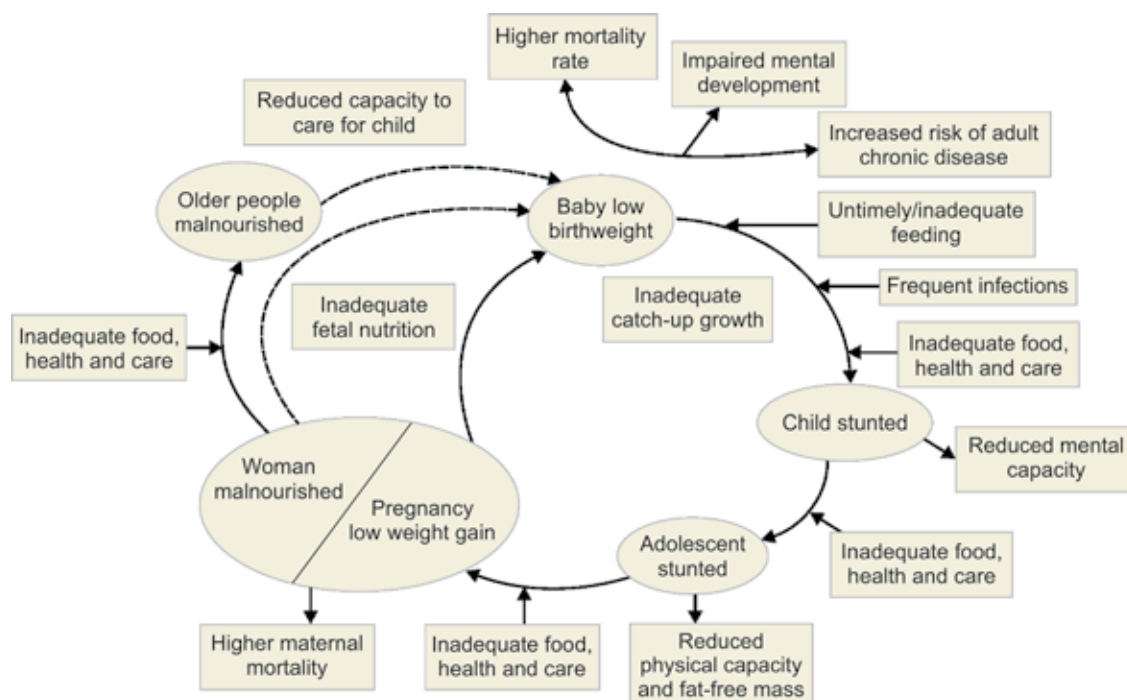 Higher mortality
rate
Impaired mental
development
Reduced capacity to
care for child
Increased risk of adult
chronic disease
Older people
malnourished
Baby low
birthweight
Untimely/inadequate
feeding
Frequent infections
Inadequate
fetal nutrition
Inadequate
catch-up growth
Inadequate food,
health and care
Inadequate food,
health and care
Child stunted
Reduced mental
capacity
Woman
malnourished
Pregnancy
low weight gain
Adolescent
stunted
Inadequate food,
health and care
Higher maternal
mortality
Inadequate food,
health and care
Reduced
physical capacity
and fat-free mass